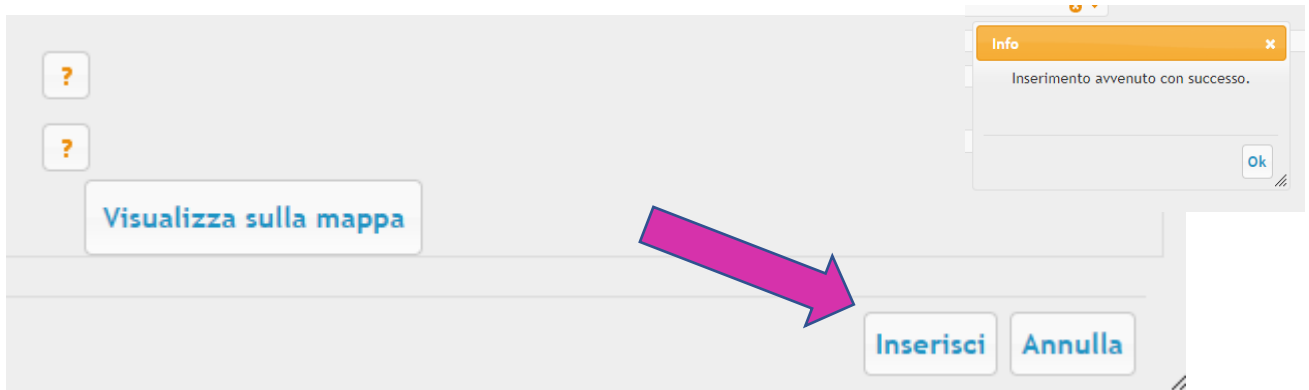 Info
Inserimento avvenuto con successo.
Ok
?
?
Visualizza sulla mappa
Inserisci Annulla